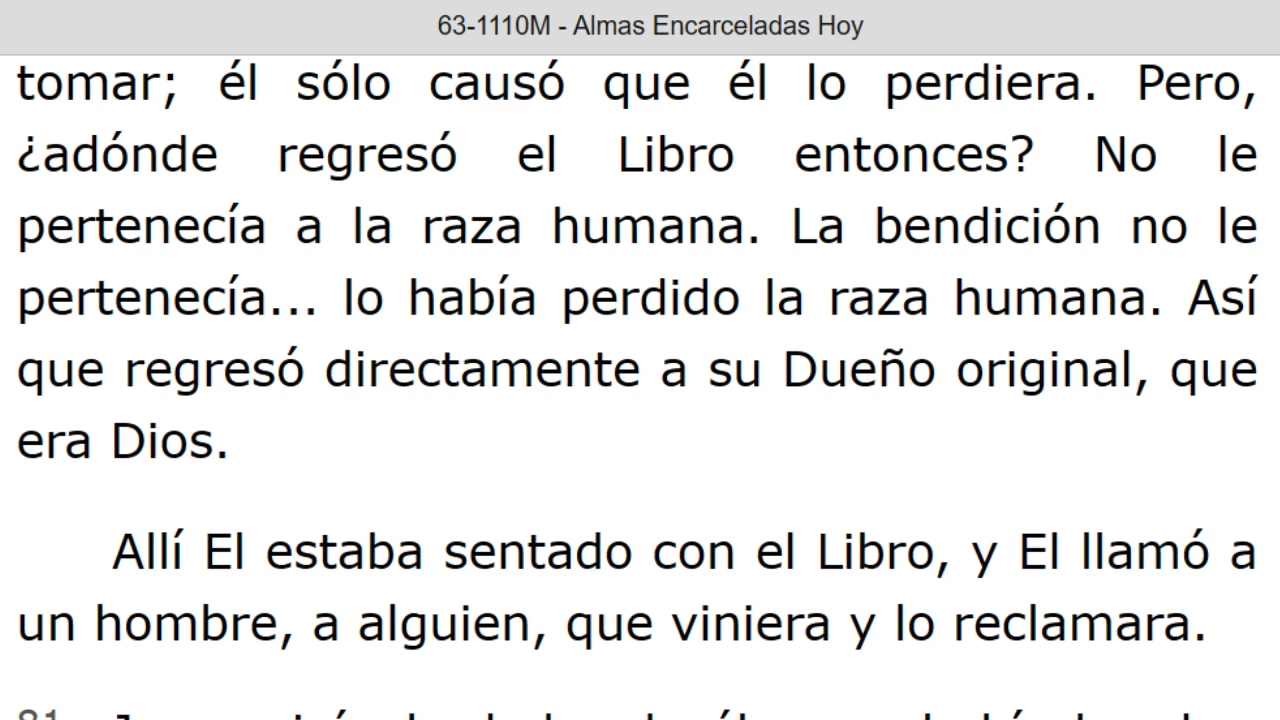 63-1110M - Almas Encarceladas Hoy
tomar; él sólo causó que él lo perdiera. Pero,
¿adónde regresó el Libro entonces? No le
pertenecía a la raza humana. La bendición no le
pertenecía... lo había perdido la raza humana. Así
que regresó directamente a su Dueño original, que
era Dios.
Allí El estaba sentado con el Libro, y El llamó a
un hombre, a alguien, que viniera y lo reclamara.
81